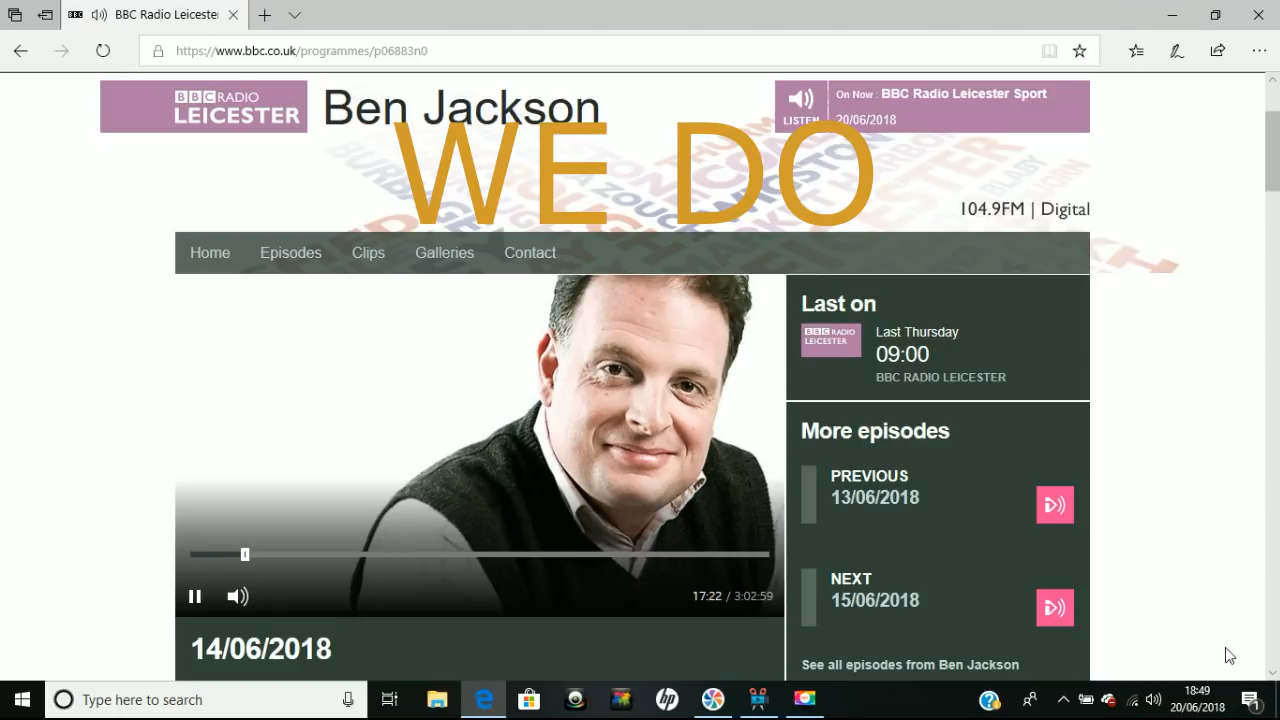 BBC Radio Leicester
https://www.bbc.co.uk/programmes/p06883n0
BBC RADIO
LEICESTER
Ben Jackson
WE DO
LISTEN
On Now : BBC Radio Leicester Sport
20/06/2018
104.9FM | Digital
Home Episodes Clips Galleries Contact
Last on
BBC RADIO
LEICESTER
Last Thursday
09:00
BBC RADIO LEICESTER
More episodes
PREVIOUS
13/06/2018
NEXT
15/06/2018
See all episodes from Ben Jackson
17:22 / 3:02:59
14/06/2018
Type here to search
hp
18:49
20/06/2018
1